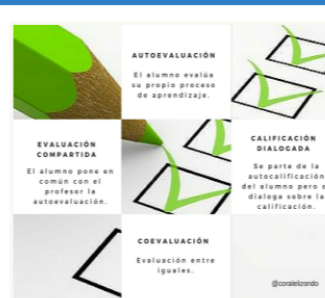 AUTOEVALUACIÓN
El alumno evalúa
su propio proceso
de aprendizaje.
EVALUACIÓN
COMPARTIDA
El alumno pone en
común con el
profesor la
autoevaluación.
CALIFICACIÓN
DIALOGADA
Se parte de la
autocalificación
del alumno pero s
dialoga sobre la
calificación.
COEVALUACIÓN
Evaluación entre
iguales.
@coralelizondo